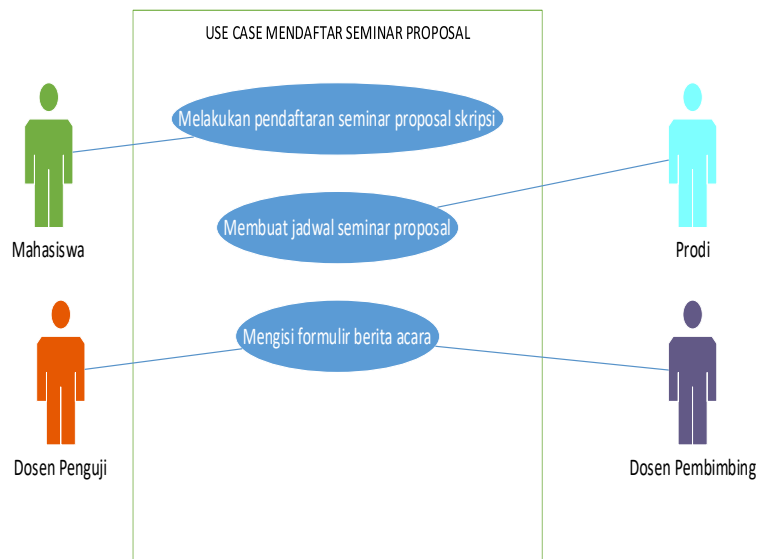 USE CASE MENDAFTAR SEMINAR PROPOSAL
Melakukan pendaftaran seminar proposal skripsi
Membuat jadwal seminar proposal
Mahasiswa
Prodi
Mengisi formulir berita acara
Dosen Penguji
Dosen Pembimbing